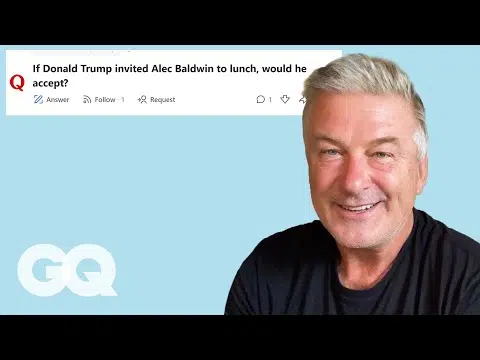 If Donald Trump invited Alec Baldwin to lunch, would he
accept?
Q
Answer
Follow · 1
Request
1
GQ